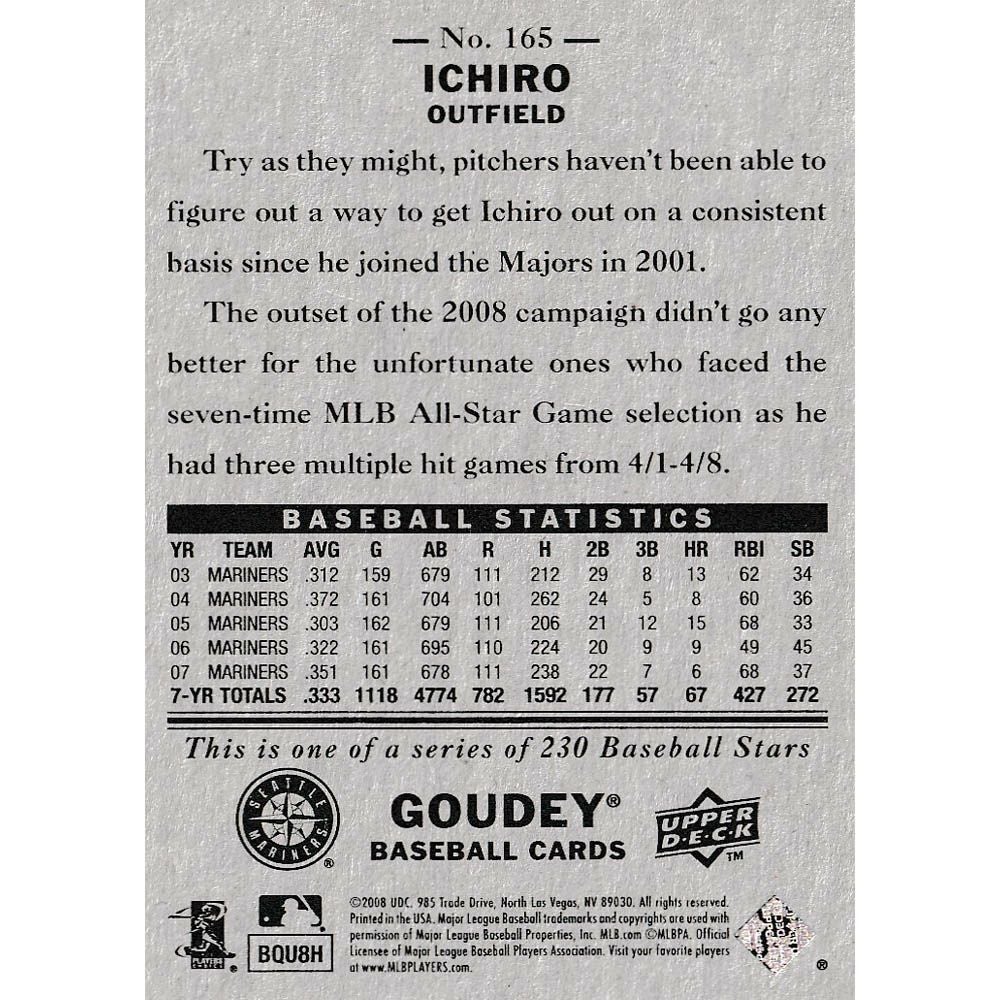 — No. 165 —
ICHIRO
OUTFIELD
Try as they might, pitchers haven't been able to
figure out a way to get Ichiro out on a consistent
basis since he joined the Majors in 2001.
The outset of the 2008 campaign didn't go any
better for the unfortunate ones who faced the
seven-time MLB All-Star Game selection as he
had three multiple hit games from 4/1-4/8.
BASEBALL STATISTICS
YR TEAM AVG G AB R H 2B 3B HR RBI SB
03 MARINERS .312 159 679 111 212 29 8 13 62 34
04 MARINERS .372 161 704 101 262 24 5 8 60 36
05 MARINERS .303 162 679 111 206 21 12 15 68 33
06 MARINERS .322 161 695 110 224 20 9 9 49 45
07 MARINERS .351 161 678 111 238 22 7 6 68 37
7-YR TOTALS .333 1118 4774 782 1592 177 57 67 427 272
This is one of a series of 230 Baseball Stars
SEATTLE
MARINERS
®
GOUDEY®
BASEBALL CARDS
UPPER
D·E·C·K
TM
PLAYERS
CHOICE
®
BQU8H
©2008 UDC. 985 Trade Drive, North Las Vegas, NV 89030. All rights reserved.
Printed in the USA. Major League Baseball trademarks and copyrights are used with
permission of Major League Baseball Properties, Inc. MLB.com ©MLBPA. Official
Licensee of Major League Baseball Players Association. Visit your favorite players
at www.MLBPLAYERS.com.
®